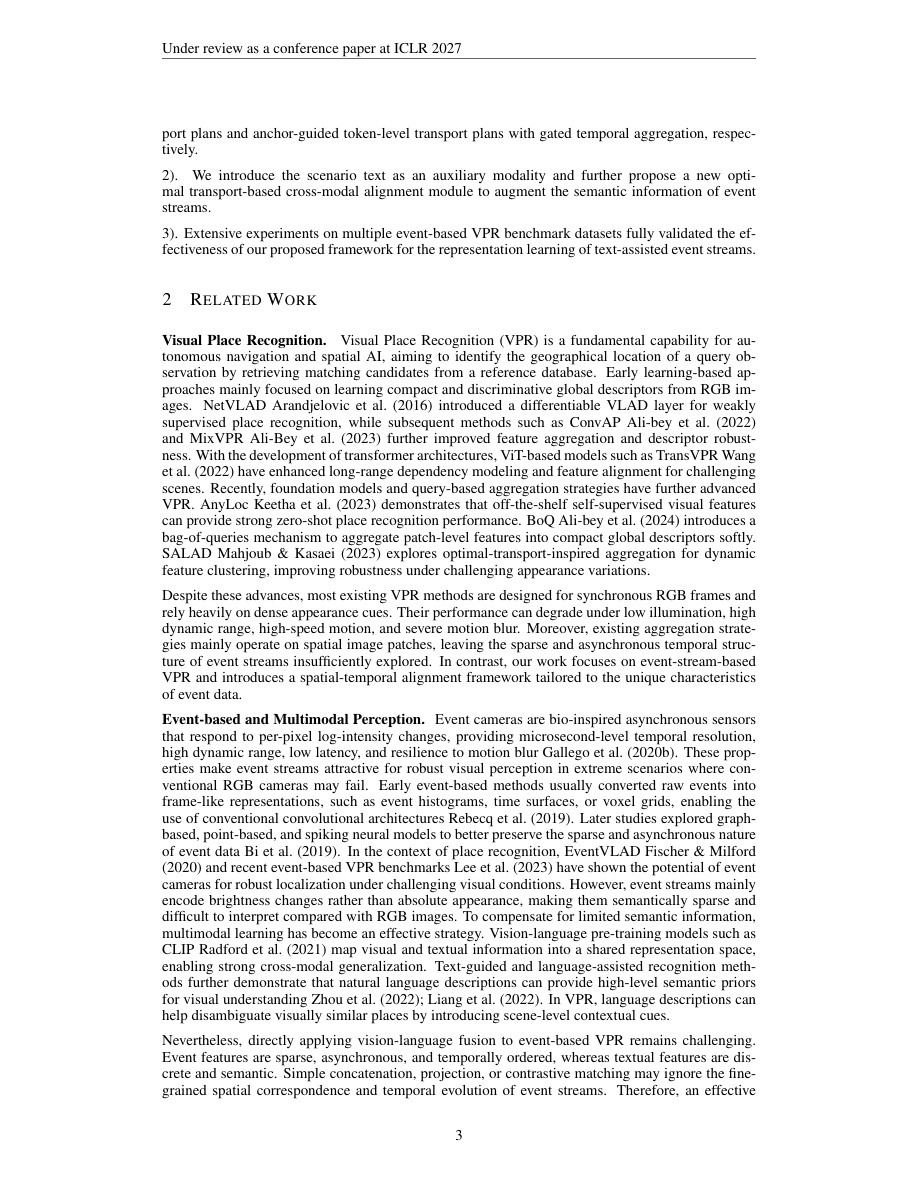 Under review as a conference paper at ICLR 2027
port plans and anchor-guided token-level transport plans with gated temporal aggregation, respec-
tively.
2). We introduce the scenario text as an auxiliary modality and further propose a new opti-
mal transport-based cross-modal alignment module to augment the semantic information of event
streams.
3). Extensive experiments on multiple event-based VPR benchmark datasets fully validated the ef-
fectiveness of our proposed framework for the representation learning of text-assisted event streams.
2 RELATED WORK
Visual Place Recognition. Visual Place Recognition (VPR) is a fundamental capability for au-
tonomous navigation and spatial AI, aiming to identify the geographical location of a query ob-
servation by retrieving matching candidates from a reference database. Early learning-based ap-
proaches mainly focused on learning compact and discriminative global descriptors from RGB im-
ages. NetVLAD Arandjelovic et al. (2016) introduced a differentiable VLAD layer for weakly
supervised place recognition, while subsequent methods such as ConvAP Ali-bey et al. (2022)
and MixVPR Ali-Bey et al. (2023) further improved feature aggregation and descriptor robust-
ness. With the development of transformer architectures, ViT-based models such as TransVPR Wang
et al. (2022) have enhanced long-range dependency modeling and feature alignment for challenging
scenes. Recently, foundation models and query-based aggregation strategies have further advanced
VPR. AnyLoc Keetha et al. (2023) demonstrates that off-the-shelf self-supervised visual features
can provide strong zero-shot place recognition performance. BoQ Ali-bey et al. (2024) introduces a
bag-of-queries mechanism to aggregate patch-level features into compact global descriptors softly.
SALAD Mahjoub & Kasaei (2023) explores optimal-transport-inspired aggregation for dynamic
feature clustering, improving robustness under challenging appearance variations.
Despite these advances, most existing VPR methods are designed for synchronous RGB frames and
rely heavily on dense appearance cues. Their performance can degrade under low illumination, high
dynamic range, high-speed motion, and severe motion blur. Moreover, existing aggregation strate-
gies mainly operate on spatial image patches, leaving the sparse and asynchronous temporal struc-
ture of event streams insufficiently explored. In contrast, our work focuses on event-stream-based
VPR and introduces a spatial-temporal alignment framework tailored to the unique characteristics
of event data.
Event-based and Multimodal Perception. Event cameras are bio-inspired asynchronous sensors
that respond to per-pixel log-intensity changes, providing microsecond-level temporal resolution,
high dynamic range, low latency, and resilience to motion blur Gallego et al. (2020b). These prop-
erties make event streams attractive for robust visual perception in extreme scenarios where con-
ventional RGB cameras may fail. Early event-based methods usually converted raw events into
frame-like representations, such as event histograms, time surfaces, or voxel grids, enabling the
use of conventional convolutional architectures Rebecq et al. (2019). Later studies explored graph-
based, point-based, and spiking neural models to better preserve the sparse and asynchronous nature
of event data Bi et al. (2019). In the context of place recognition, EventVLAD Fischer & Milford
(2020) and recent event-based VPR benchmarks Lee et al. (2023) have shown the potential of event
cameras for robust localization under challenging visual conditions. However, event streams mainly
encode brightness changes rather than absolute appearance, making them semantically sparse and
difficult to interpret compared with RGB images. To compensate for limited semantic information,
multimodal learning has become an effective strategy. Vision-language pre-training models such as
CLIP Radford et al. (2021) map visual and textual information into a shared representation space,
enabling strong cross-modal generalization. Text-guided and language-assisted recognition meth-
ods further demonstrate that natural language descriptions can provide high-level semantic priors
for visual understanding Zhou et al. (2022); Liang et al. (2022). In VPR, language descriptions can
help disambiguate visually similar places by introducing scene-level contextual cues.
Nevertheless, directly applying vision-language fusion to event-based VPR remains challenging.
Event features are sparse, asynchronous, and temporally ordered, whereas textual features are dis-
crete and semantic. Simple concatenation, projection, or contrastive matching may ignore the fine-
grained spatial correspondence and temporal evolution of event streams. Therefore, an effective
3